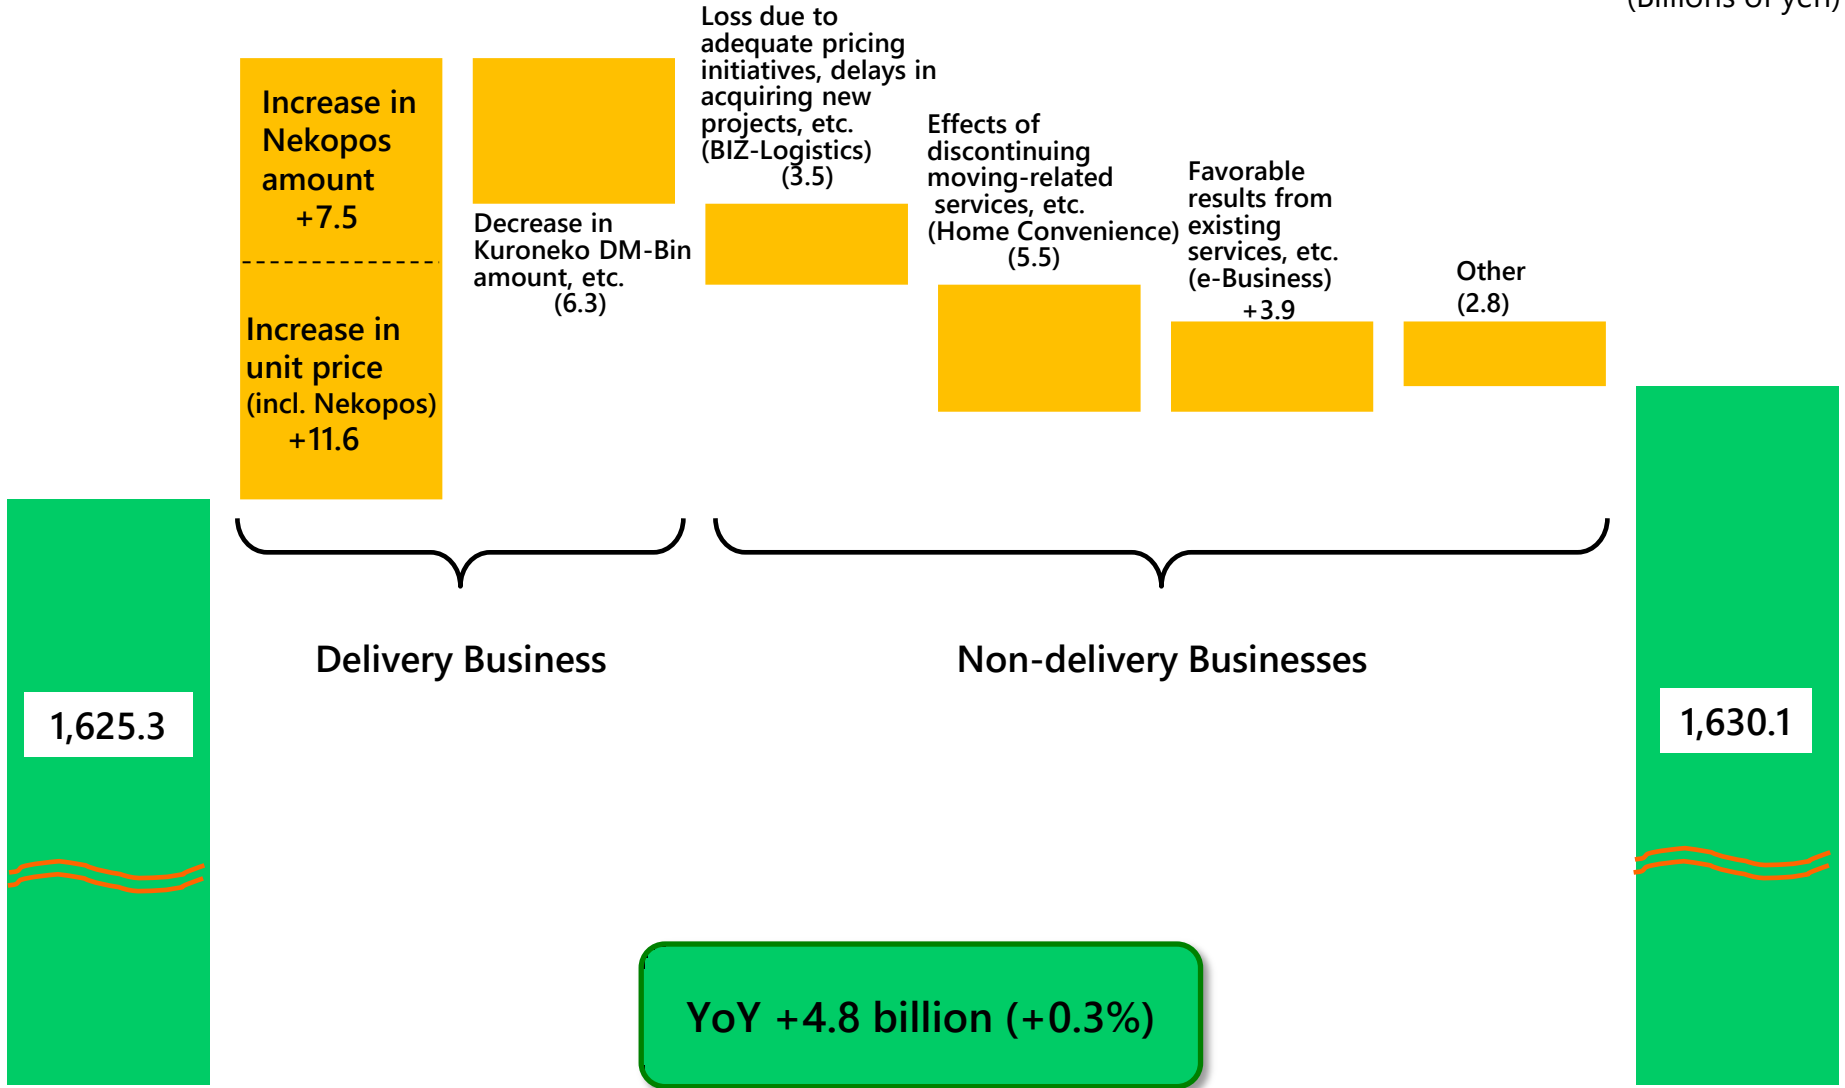 (Billions of yen)
Increase in
Nekopos
amount
+7.5
Increase in
unit price
(incl. Nekopos)
+11.6
Decrease in
Kuroneko DM-Bin
amount, etc.
(6.3)
Loss due to
adequate pricing
initiatives, delays in
acquiring new
projects, etc.
(BIZ-Logistics)
(3.5)
Effects of
discontinuing
moving-related
services, etc.
(Home Convenience)
(5.5)
Favorable
results from
existing
services, etc.
(e-Business)
+3.9
Other
(2.8)
Delivery Business
Non-delivery Businesses
1,625.3
1,630.1
YoY +4.8 billion (+0.3%)